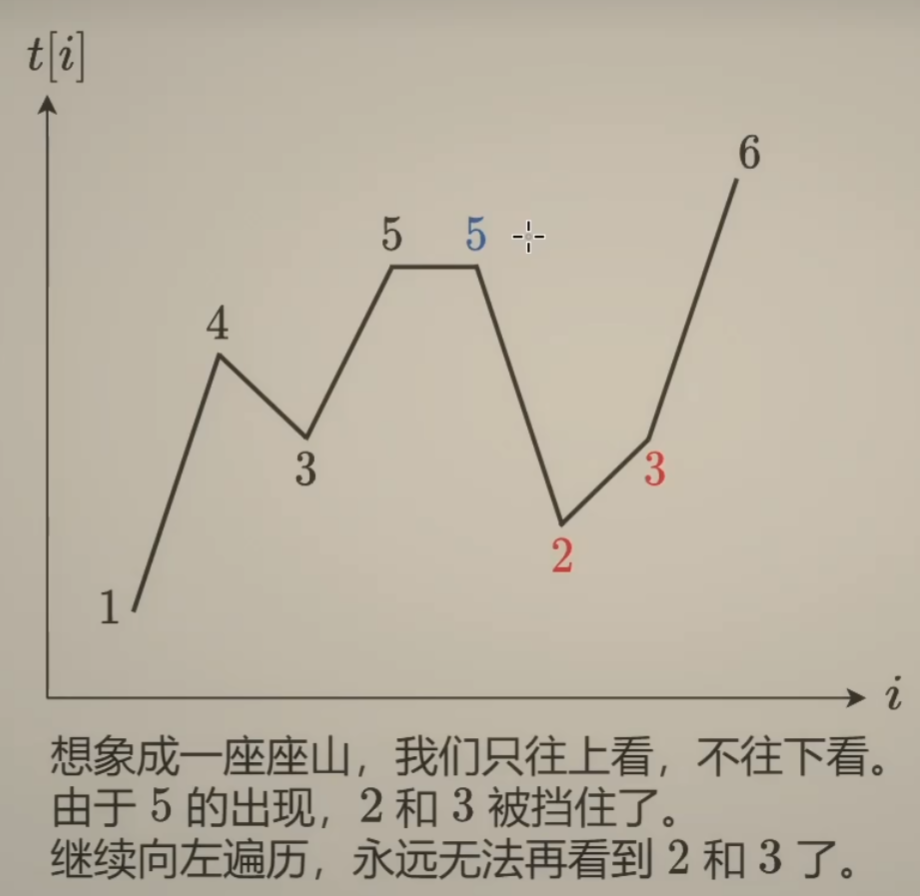 t[i]
6
5 5
4
3 3
2
1
i
想象成一座座山，我们只往上看，不往下看。
由于 5 的出现，2 和 3 被挡住了。
继续向左遍历，永远无法再看到 2 和 3 了。